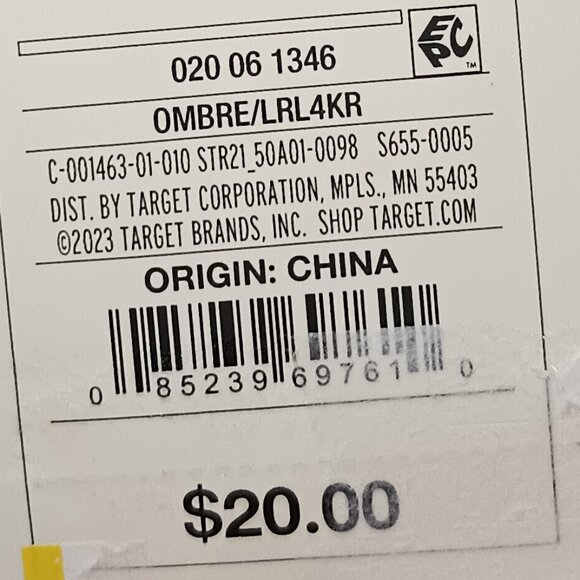 EPC™
020 06 1346
OMBRE/LRL4KR
C-001463-01-010 STR21_50A01-0098 S655-0005
DIST. BY TARGET CORPORATION, MPLS., MN 55403
©2023 TARGET BRANDS, INC. SHOP TARGET.COM
ORIGIN: CHINA
0 85239 69761 0
$20.00